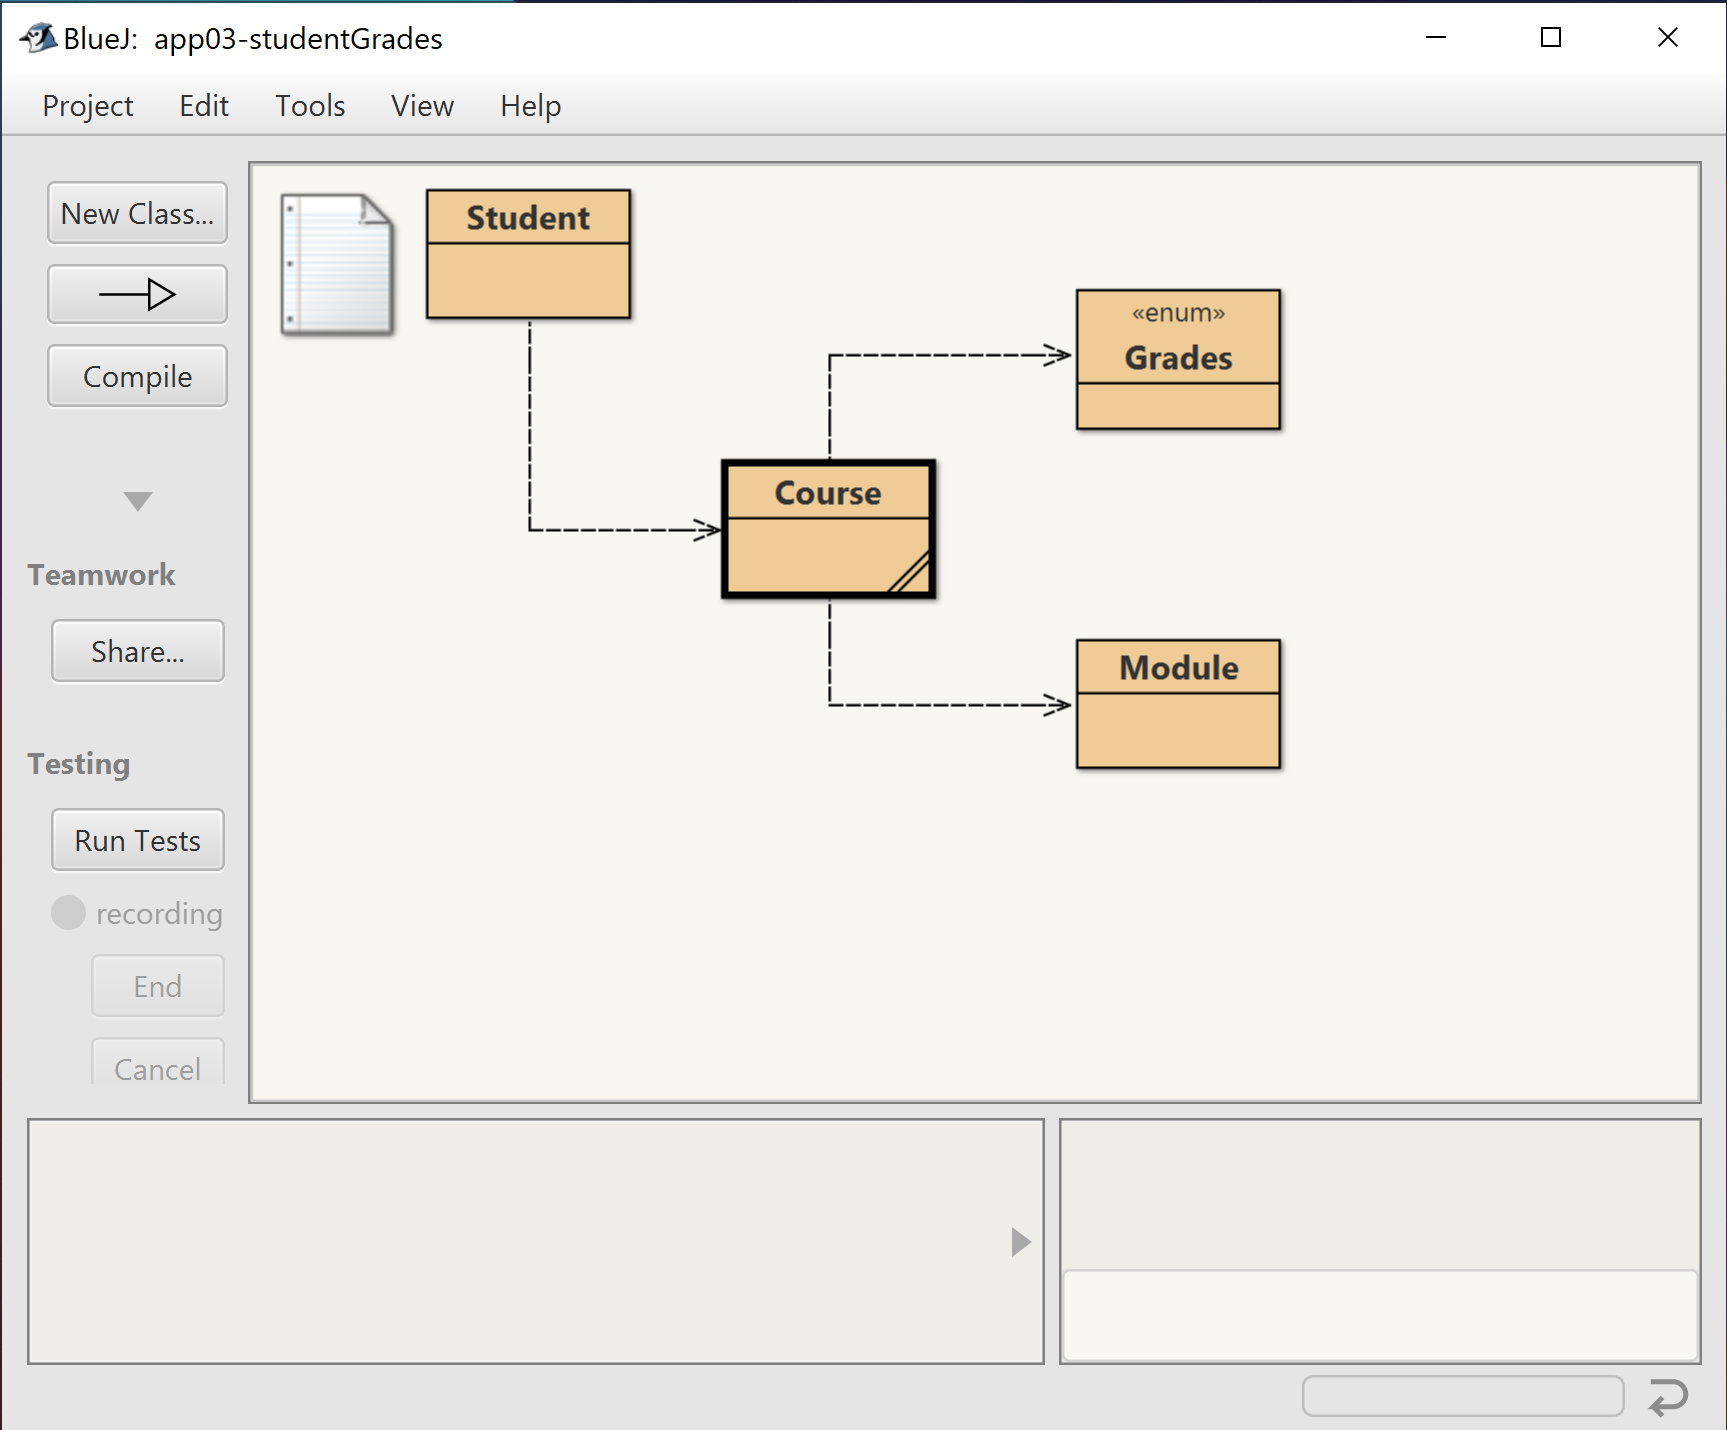 BlueJ:  app03-studentGrades
Project Edit Tools View Help
New Class...
Compile
Teamwork
Share...
Testing
Run Tests
recording
End
Cancel
Student
«enum»
Grades
Course
Module